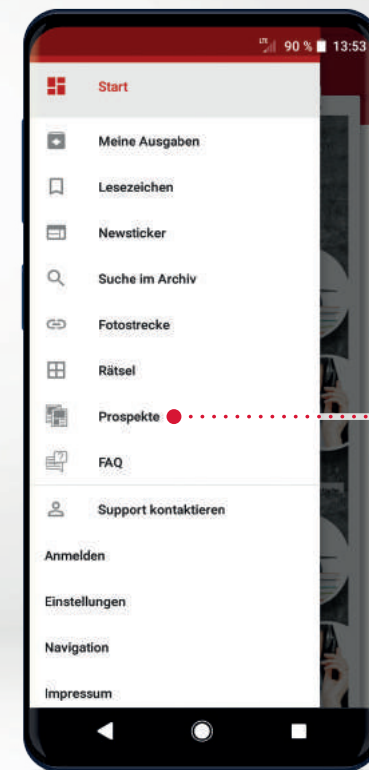 LTE 90 % 13:53
Start
Meine Ausgaben
Lesezeichen
Newsticker
Suche im Archiv
Fotostrecke
Rätsel
Prospekte
FAQ
Support kontaktieren
Anmelden
Einstellungen
Navigation
Impressum